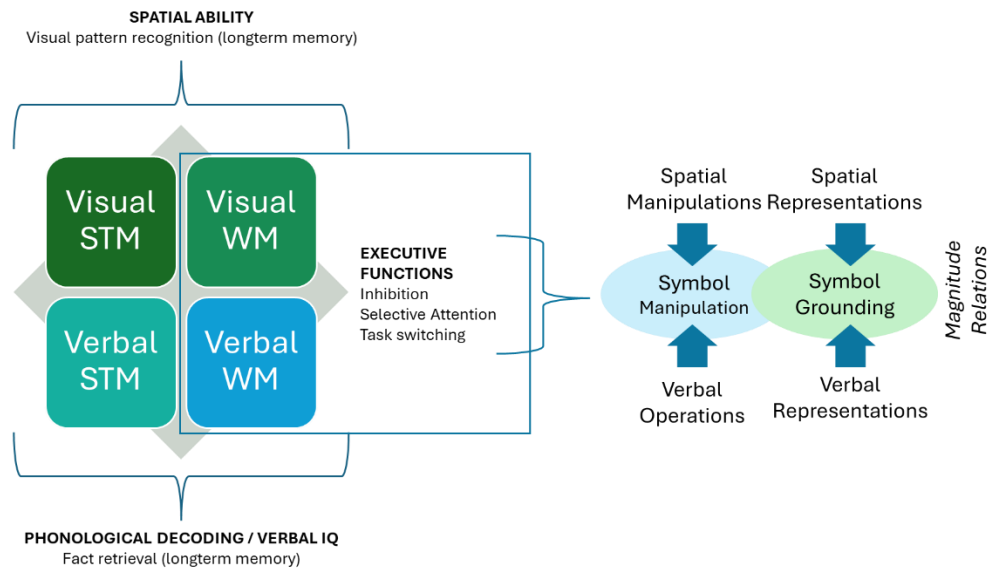 SPATIAL ABILITY
Visual pattern recognition (longterm memory)
Visual
STM
Visual
WM
Verbal
STM
Verbal
WM
EXECUTIVE
FUNCTIONS
Inhibition
Selective Attention
Task switching
PHONOLOGICAL DECODING / VERBAL IQ
Fact retrieval (longterm memory)
Spatial
Manipulations
Spatial
Representations
Symbol
Manipulation
Symbol
Grounding
Verbal
Operations
Verbal
Representations
Magnitude
Relations